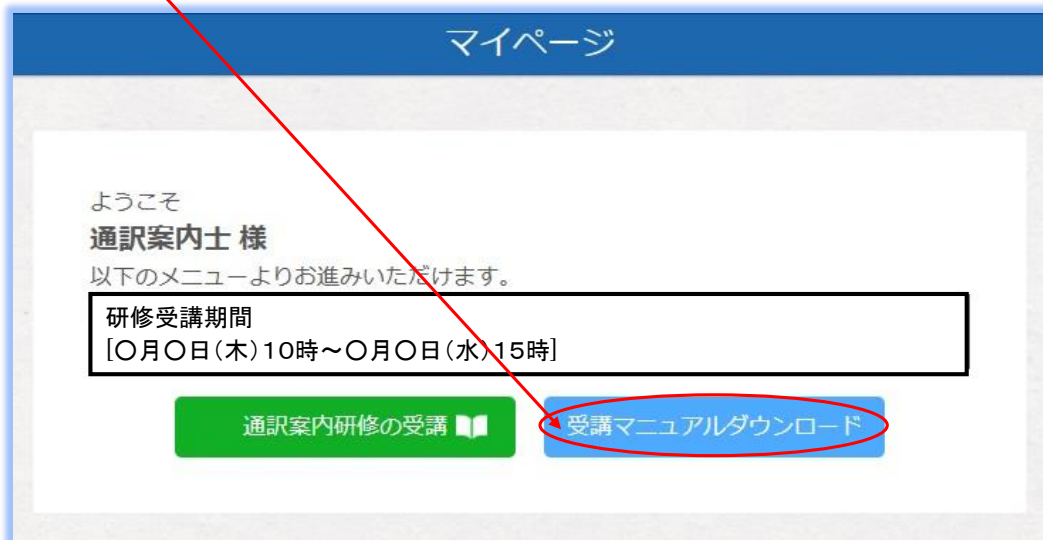 マイページ
ようこそ
通訳案内士 様
以下のメニューよりお進みいただけます。
研修受講期間
[〇月〇日(木)10時～〇月〇日(水)15時]
通訳案内研修の受講
受講マニュアルダウンロード